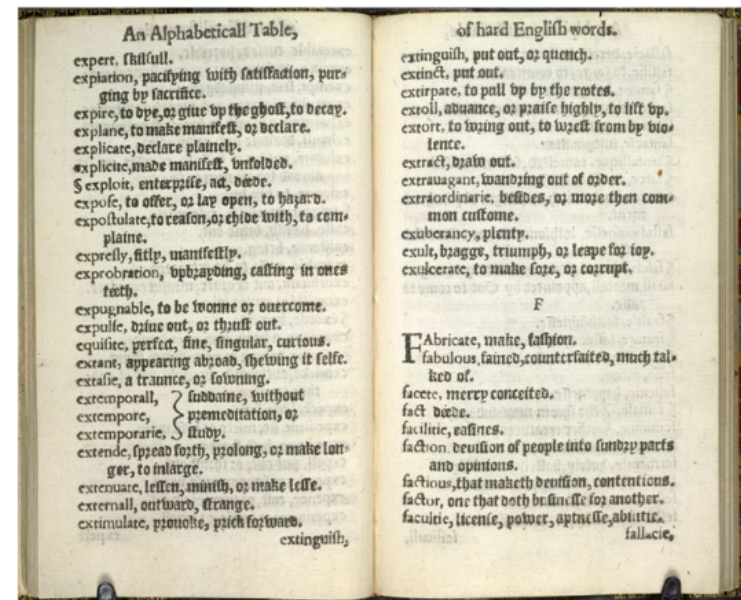 An Alphabeticall Table,
expert, skilfull.
expiation, pacifying with satisfaction, pur-
ging by sacrifice.
expire, to dye, or giue vp the ghost, to decay.
explane, to make manifest, or declare.
explicate, declare plainely.
explicite, made manifest, vnfolded.
§ exploit, enterprise, act, deede.
expose, to offer, or lay open, to hazard.
expostulate, to reason, or chide with, to com-
plaine.
expresly, fitly, manifestly.
exprobration, vpbrayding, casting in ones
teeth.
expugnable, to be wonne or ouercome.
expulse, driue out, or thrust out.
equisite, perfect, fine, singular, curious.
extant, appearing abroad, shewing it selfe.
extasie, a traunce, or sowning.
extemporall, } suddaine, without
extempore, } premeditation, or
extemporarie, } study.
extende, spread forth, prolong, or make lon-
ger, to inlarge.
extenuate, lessen, minish, or make lesse.
externall, outward, strange.
extimulate, prouoke, prick forward.
extinguish,
of hard English words.
extinguish, put out, or quench.
extinct, put out.
extirpate, to pull vp by the rootes.
extoll, aduance, or praise highly, to lift vp.
extort, to wring out, to wrest from by vio-
lence.
extract, draw out.
extrauagant, wandring out of order.
extraordinarie, besides, or more then com-
mon custome.
exuberancy, plenty.
exult, bragge, triumph, or leape for ioy.
exulcerate, to make sore, or corrupt.
F
FAbricate, make, fashion.
fabulous, fained, counterfaited, much tal-
ked of.
facete, merry conceited.
fact deede.
facilitie, easines.
faction deuision of people into sundry parts
and opinions.
factious, that maketh deuision, contentious.
factor, one that doth businesse for another.
facultie, license, power, aptnesse, abilitie.
fallacie,